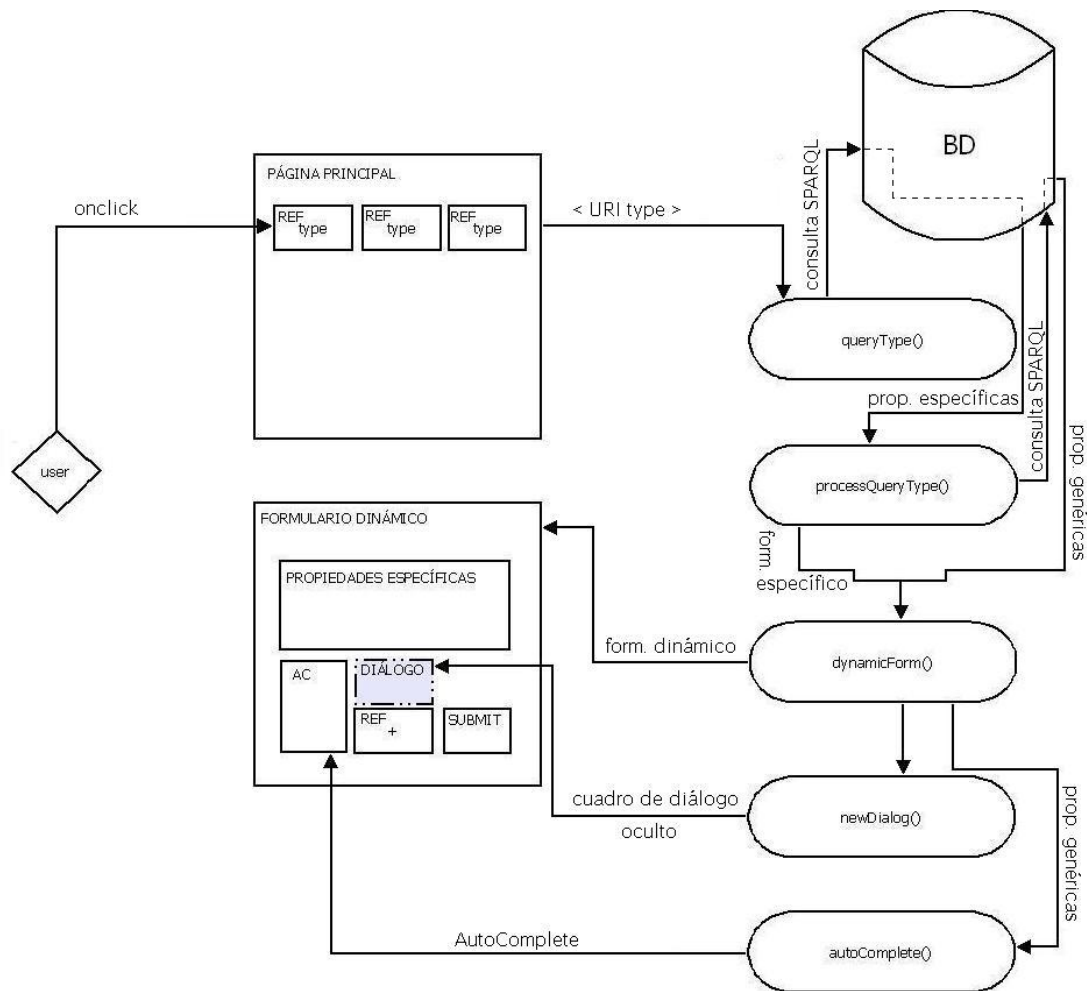 BD
consulta SPARQL
PÁGINA PRINCIPAL
onclick
REF
type
REF
type
REF
type
< URI type >
queryType()
prop. específicas
consulta SPARQL
prop. genéricas
user
processQueryType()
FORMULARIO DINÁMICO
form.
específico
PROPIEDADES ESPECÍFICAS
form. dinámico
dynamicForm()
AC
DIÁLOGO
REF
+
SUBMIT
cuadro de diálogo
oculto
newDialog()
prop. genéricas
AutoComplete
autoComplete()